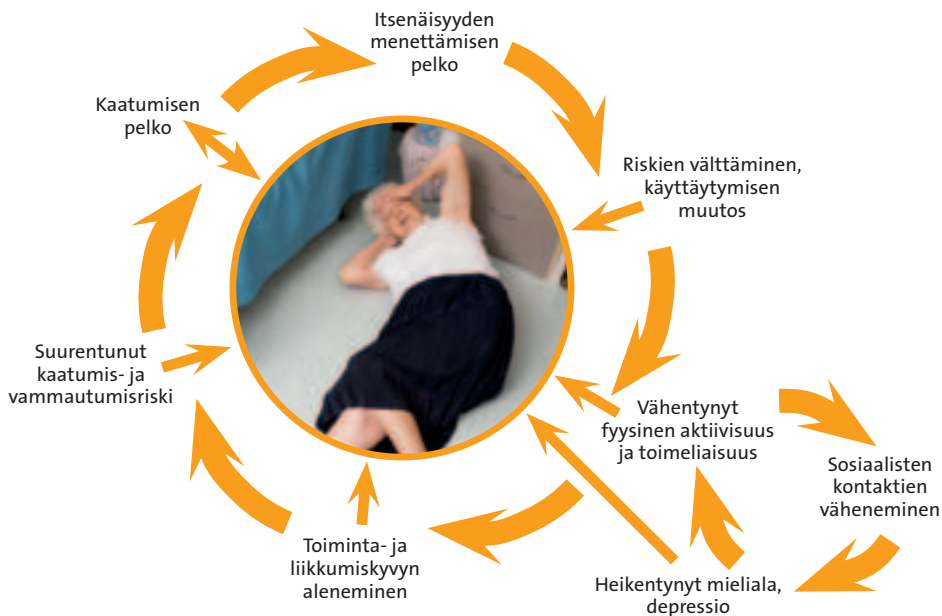 Itsenäisyyden
menettämisen
pelko
Kaatumisen
pelko
Riskien välttäminen,
käyttäytymisen
muutos
Suurentunut
kaatumis- ja
vammautumisriski
Vähentynyt
fyysinen aktiivisuus
ja toimeliaisuus
Sosiaalisten
kontaktien
väheneminen
Toiminta- ja
liikkumiskyvyn
aleneminen
Heikentynyt mieliala,
depressio